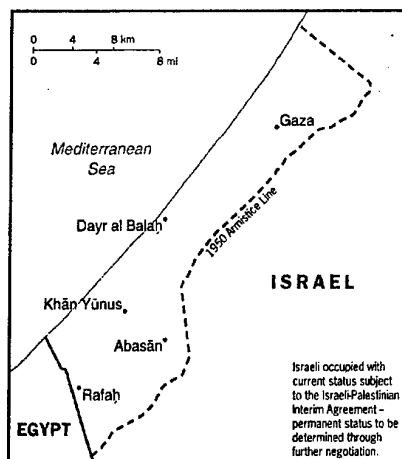 0 4 8 km
0 4 8 mi
Gaza
Mediterranean
Sea
1950 Armistice Line
Dayr al Balaḥ
ISRAEL
Khān Yūnus
Abasān
Israeli occupied with
current status subject
to the Israeli-Palestinian
Interim Agreement –
permanent status to be
determined through
further negotiation.
Rafaḥ
EGYPT